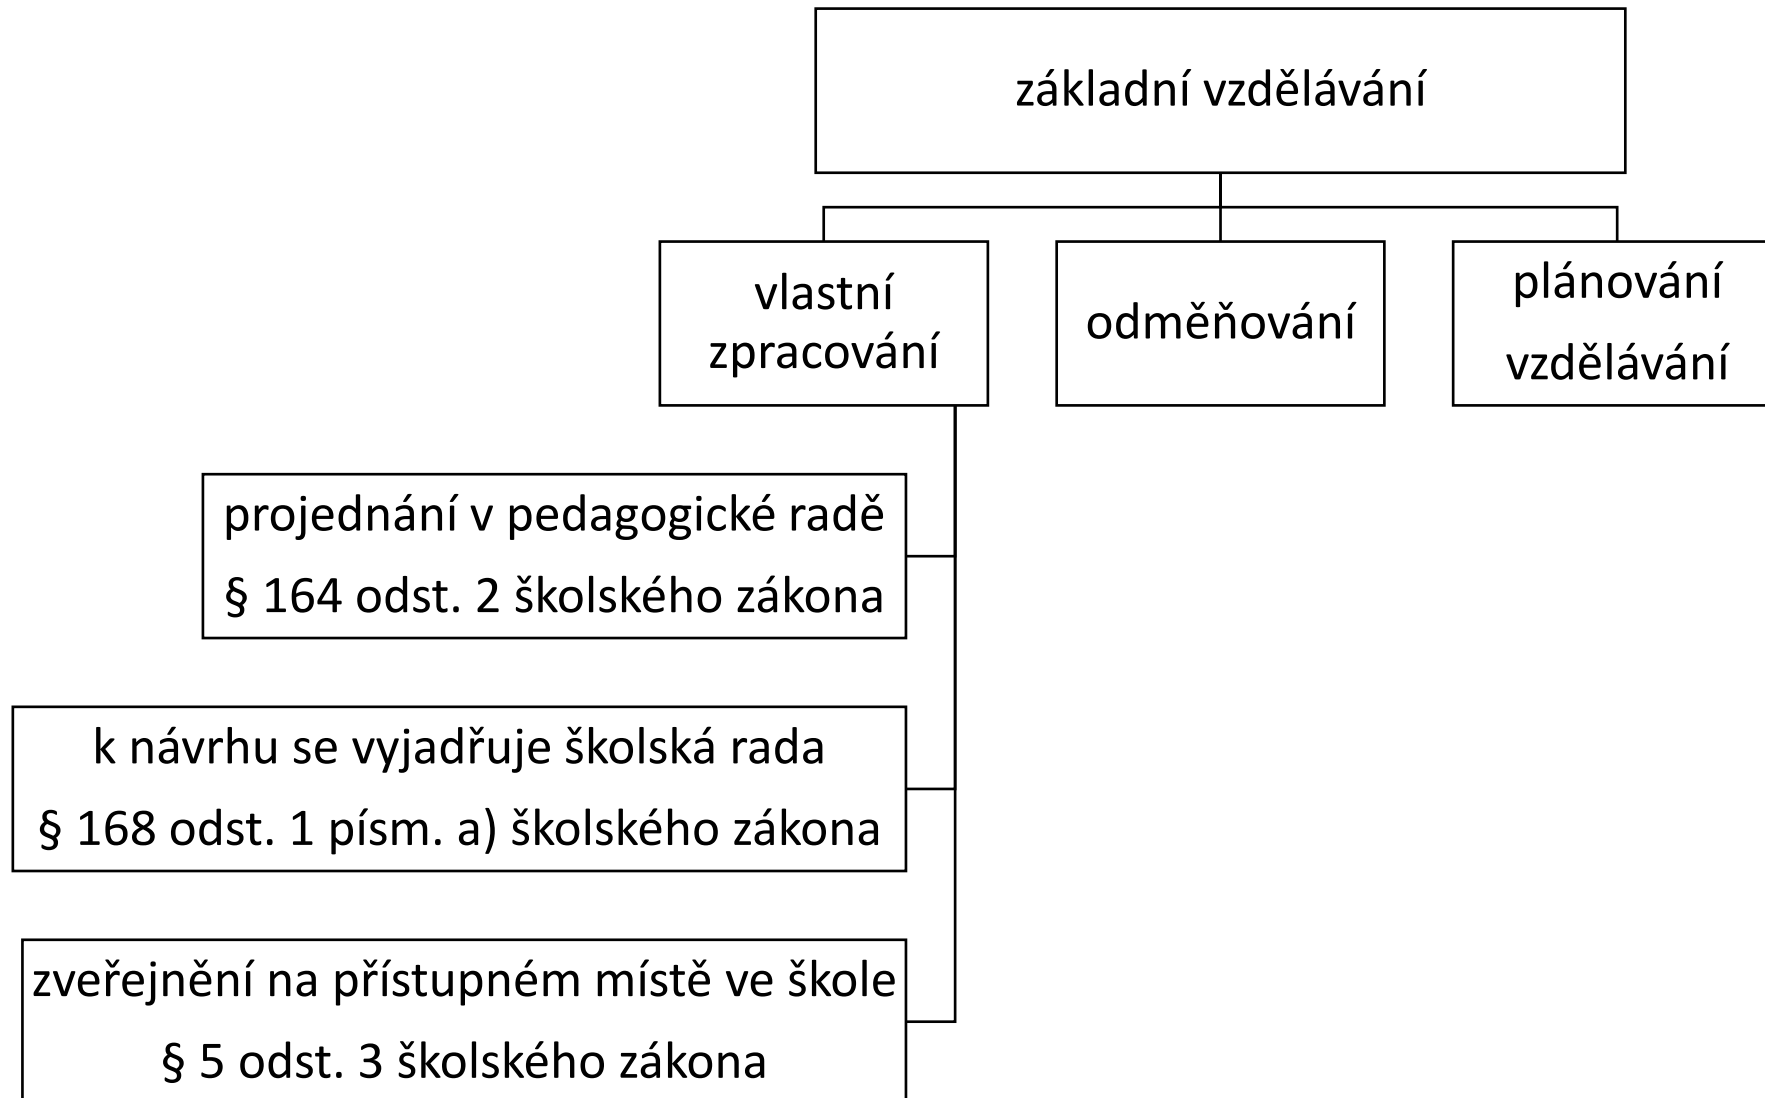 základní vzdělávání
vlastní
zpracování
odměňování
plánování
vzdělávání
projednání v pedagogické radě
§ 164 odst. 2 školského zákona
k návrhu se vyjadřuje školská rada
§ 168 odst. 1 písm. a) školského zákona
zveřejnění na přístupném místě ve škole
§ 5 odst. 3 školského zákona